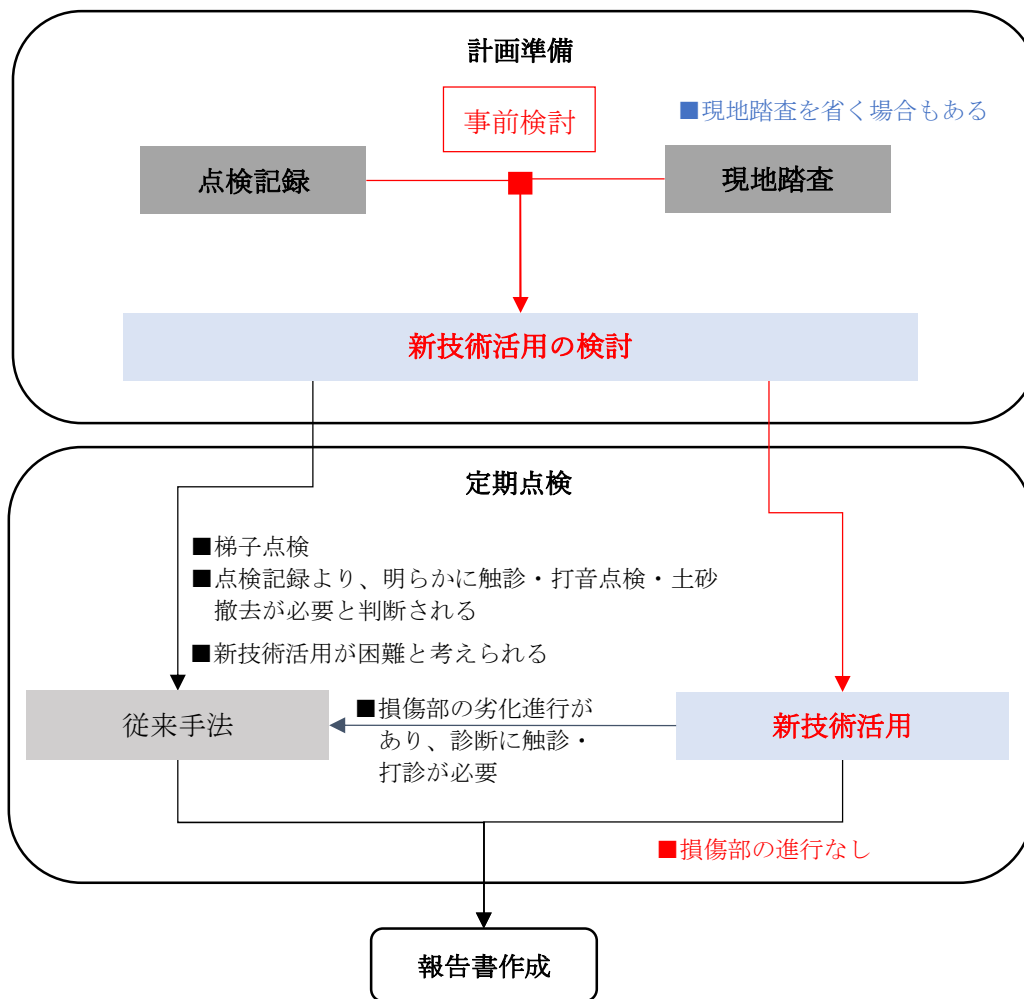 計画準備
事前検討
■現地踏査を省く場合もある
点検記録
現地踏査
新技術活用の検討
定期点検
■梯子点検
■点検記録より、明らかに触診・打音点検・土砂
撤去が必要と判断される
■新技術活用が困難と考えられる
従来手法
■損傷部の劣化進行が
あり、診断に触診・
打診が必要
新技術活用
■損傷部の進行なし
報告書作成